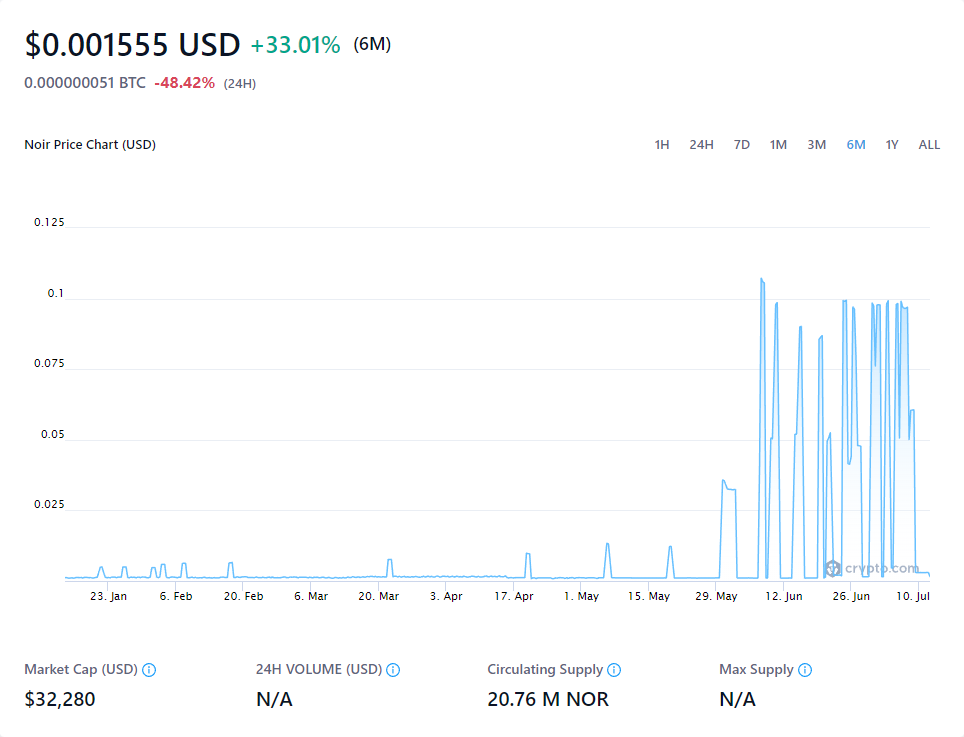 $0.001555 USD +33.01% (6M)
0.000000051 BTC -48.42% (24H)
Noir Price Chart (USD) 1H 24H 7D 1M 3M 6M 1Y ALL
0.125
0.1
0.075
0.05
0.025
crypto.com
23. Jan 6. Feb 20. Feb 6. Mar 20. Mar 3. Apr 17. Apr 1. May 15. May 29. May 12. Jun 26. Jun 10. Jul
Market Cap (USD) 24H VOLUME (USD) Circulating Supply Max Supply
$32,280 N/A 20.76 M NOR N/A